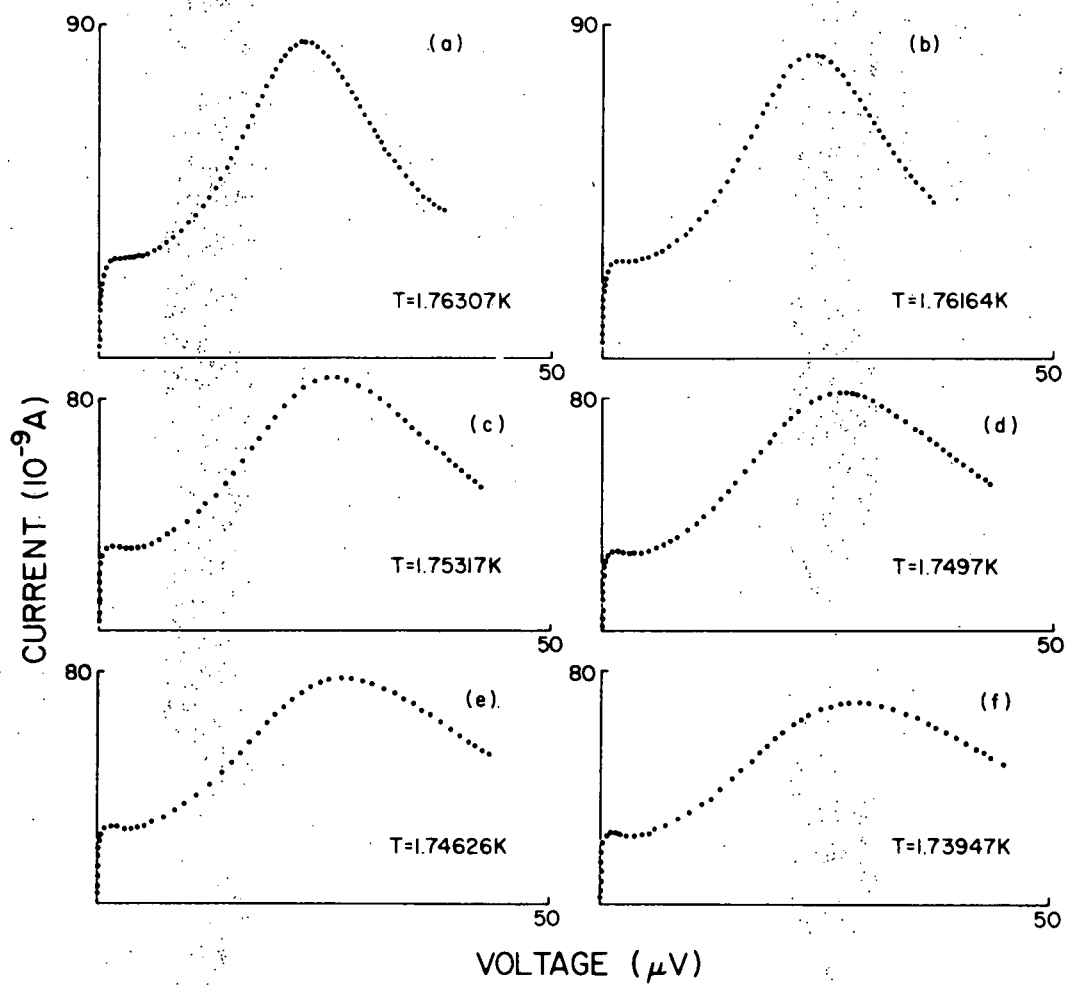 90
(a)
T=1.76307K
50
90
(b)
T=1.76164K
50
80
(c)
T=1.75317K
50
80
(d)
T=1.7497K
50
80
(e)
T=1.74626K
50
(f)
T=1.73947K
50
CURRENT (10⁻⁹A)
VOLTAGE (μV)